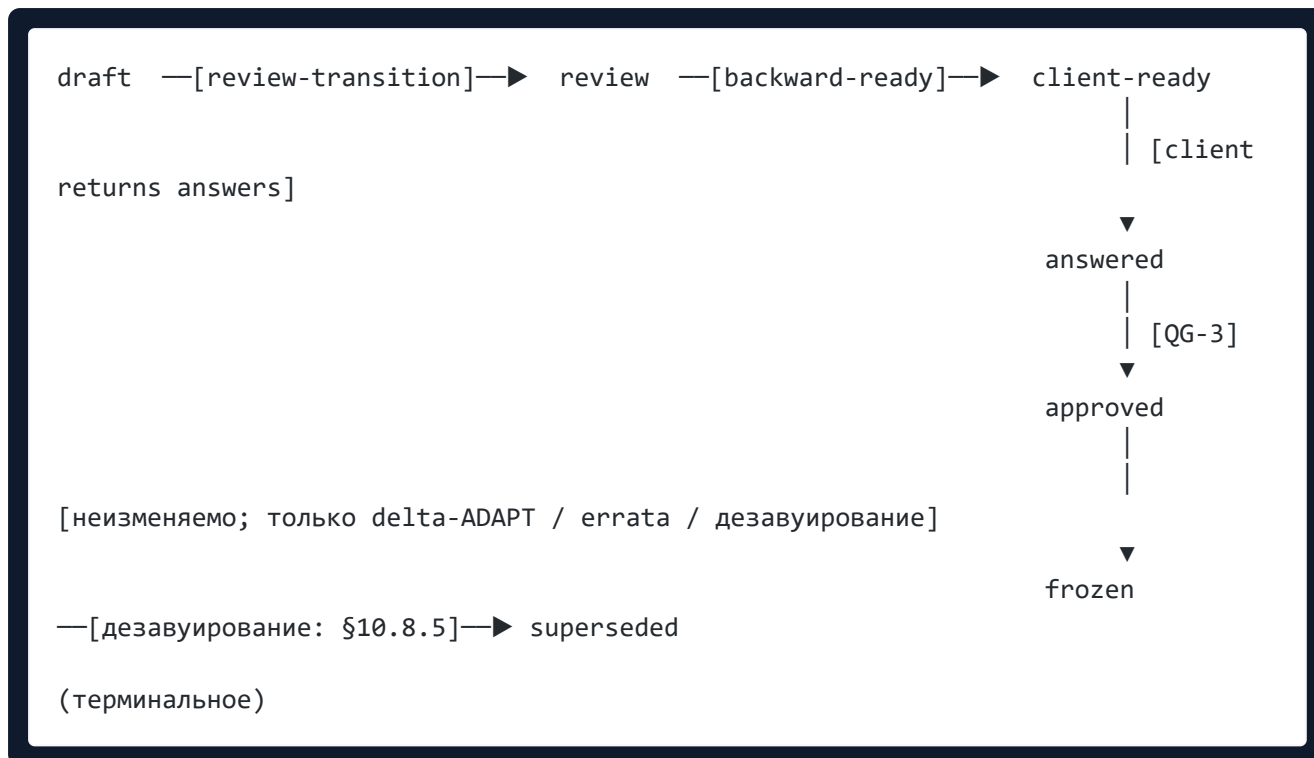 draft ──[review-transition]──▶ review ──[backward-ready]──▶ client-ready
│
│ [client
returns answers]
▼
answered
│
│ [QG-3]
▼
approved
│
│
[неизменяемо; только delta-ADAPT / errata / дезавуирование]
▼
frozen
──[дезавуирование: §10.8.5]──▶ superseded
(терминальное)